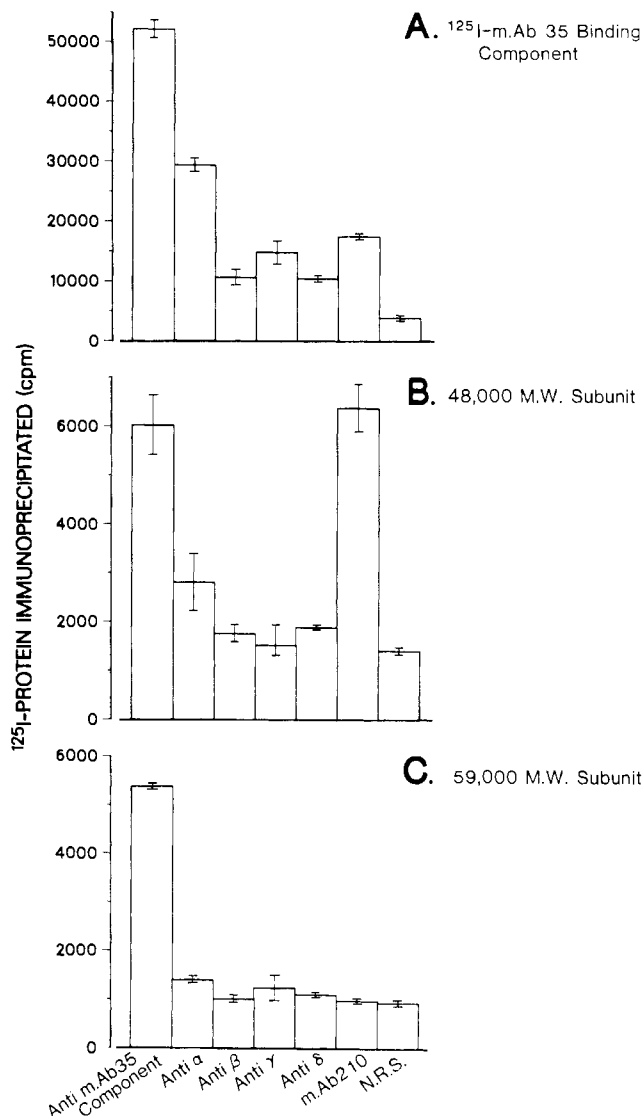 A. ¹²⁵I-m.Ab 35 Binding
Component
50000
40000
30000
20000
10000
0
B. 48,000 M.W. Subunit
6000
4000
2000
0
C. 59,000 M.W. Subunit
6000
4000
2000
0
¹²⁵I-PROTEIN IMMUNOPRECIPITATED (cpm)
Anti m.Ab35
Component
Anti α
Anti β
Anti γ
Anti δ
m.Ab210
N.R.S.